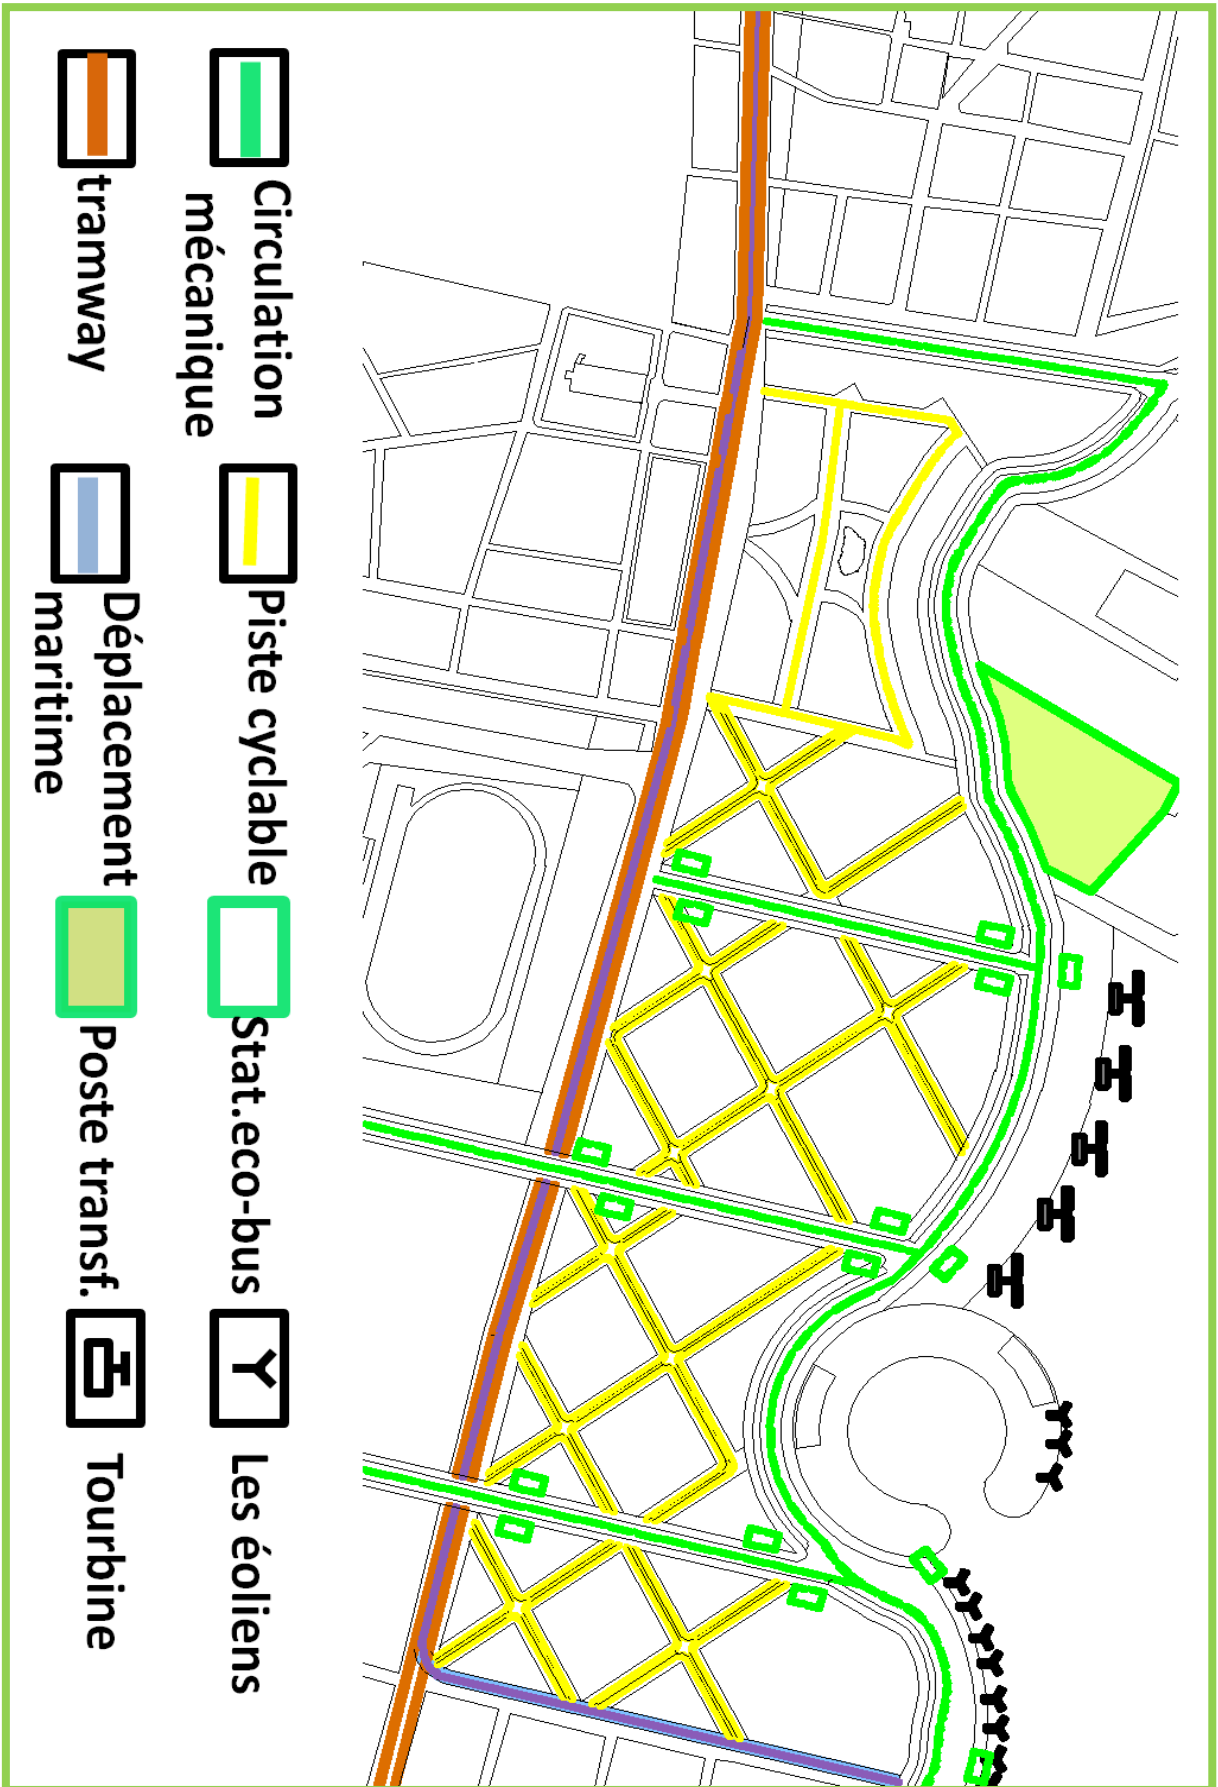 Circulation
mécanique
Piste cyclable
Stat.eco-bus
Les éoliens
tramway
Déplacement
maritime
Poste transf.
Tourbine